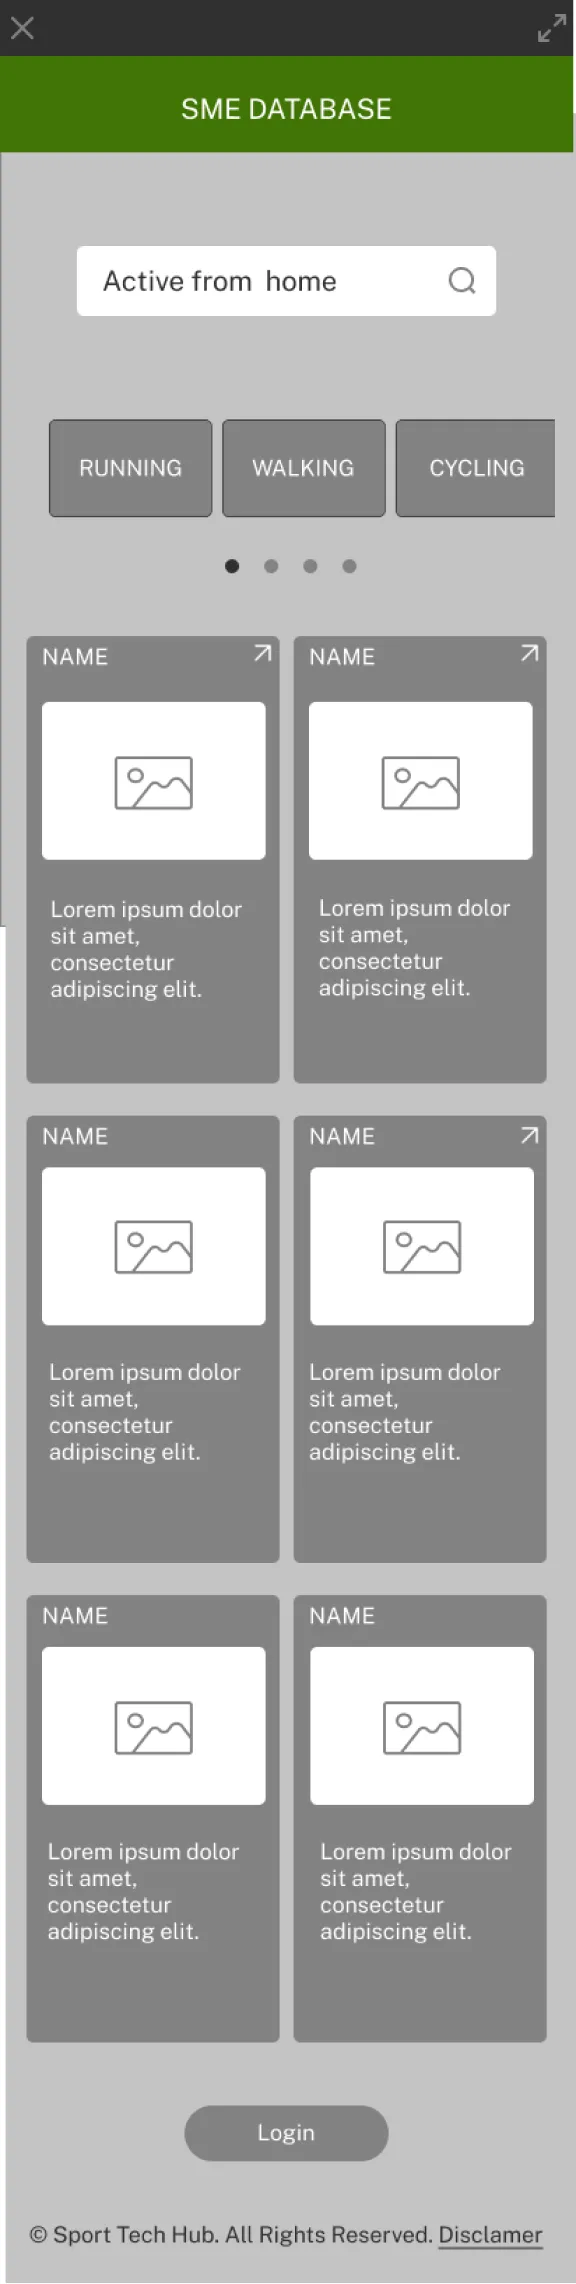 SME DATABASE
Active from  home
RUNNING
WALKING
CYCLING
NAME
Lorem ipsum dolor
sit amet,
consectetur
adipiscing elit.
NAME
Lorem ipsum dolor
sit amet,
consectetur
adipiscing elit.
NAME
Lorem ipsum dolor
sit amet,
consectetur
adipiscing elit.
NAME
Lorem ipsum dolor
sit amet,
consectetur
adipiscing elit.
NAME
Lorem ipsum dolor
sit amet,
consectetur
adipiscing elit.
NAME
Lorem ipsum dolor
sit amet,
consectetur
adipiscing elit.
Login
© Sport Tech Hub. All Rights Reserved. Disclamer